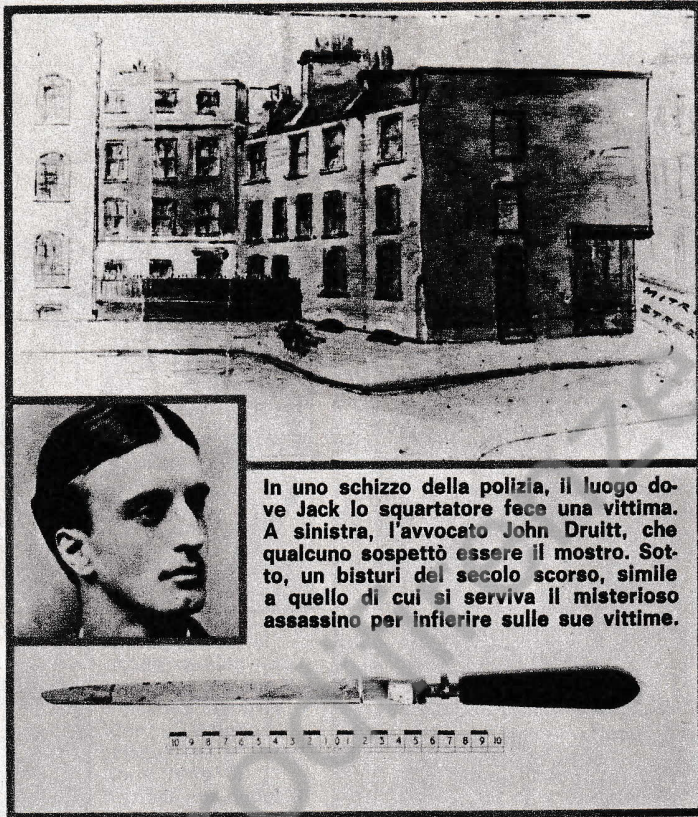 MITR
STREE
In uno schizzo della polizia, il luogo do-
ve Jack lo squartatore fece una vittima.
A sinistra, l'avvocato John Druitt, che
qualcuno sospettò essere il mostro. Sot-
to, un bisturi del secolo scorso, simile
a quello di cui si serviva il misterioso
assassino per infierire sulle sue vittime.
10 9 8 7 6 5 4 3 2 1 0 1 2 3 4 5 6 7 8 9 10